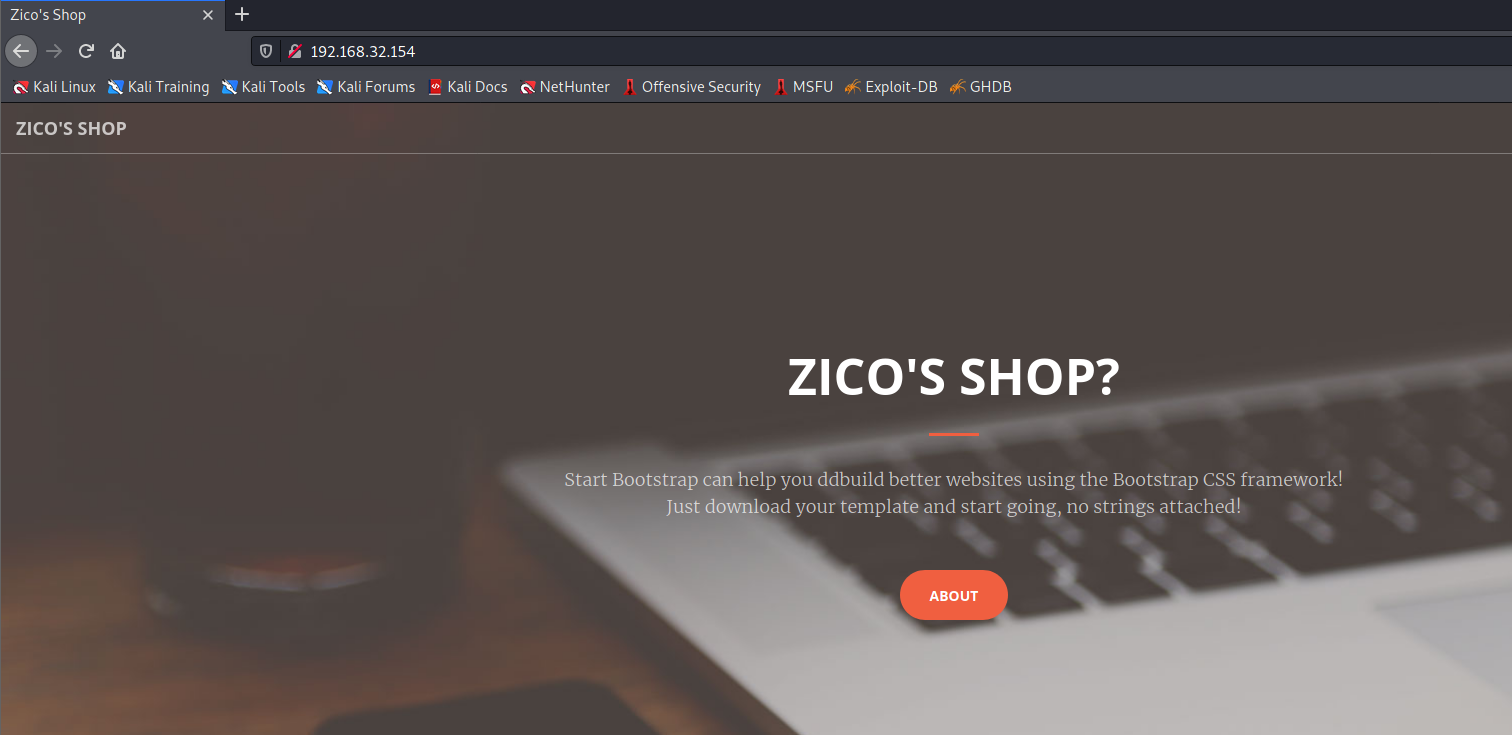 Zico's Shop
192.168.32.154
Kali Linux Kali Training Kali Tools Kali Forums Kali Docs NetHunter Offensive Security MSFU Exploit-DB GHDB
ZICO'S SHOP
ZICO'S SHOP?
Start Bootstrap can help you ddbuild better websites using the Bootstrap CSS framework!
Just download your template and start going, no strings attached!
ABOUT